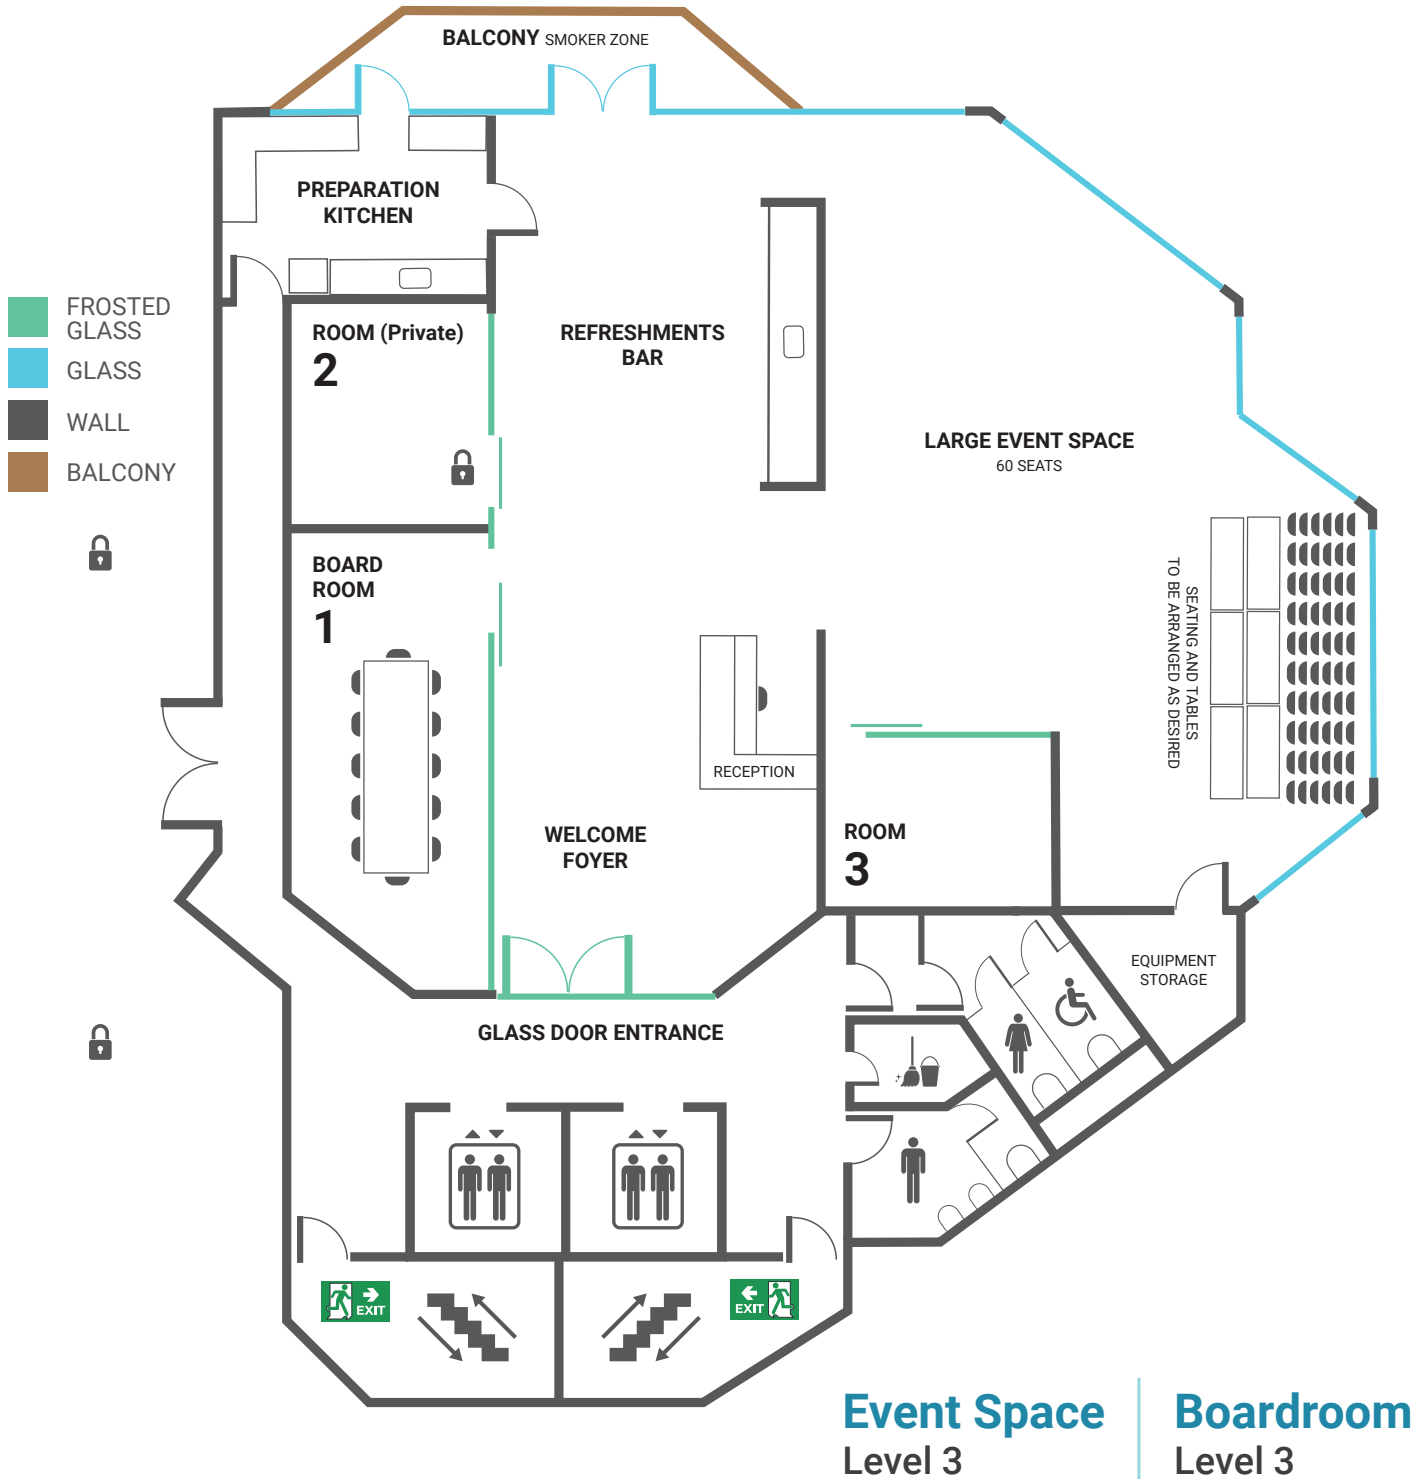 BALCONY SMOKER ZONE
PREPARATION
KITCHEN
FROSTED
GLASS
GLASS
WALL
BALCONY
ROOM (Private)
2
REFRESHMENTS
BAR
LARGE EVENT SPACE
60 SEATS
BOARD
ROOM
1
SEATING AND TABLES
TO BE ARRANGED AS DESIRED
RECEPTION
WELCOME
FOYER
ROOM
3
EQUIPMENT
STORAGE
GLASS DOOR ENTRANCE
EXIT
EXIT
Event Space
Level 3
Boardroom
Level 3